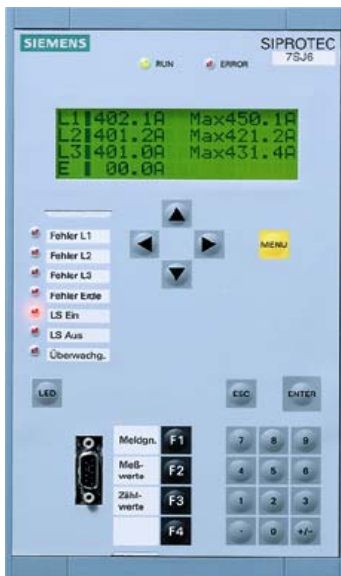 SIEMENS
SIPROTEC
RUN
ERROR
7SJ6
L1 402.1A Max450.1A
L2 401.2A Max421.2A
L3 401.0A Max431.4A
E 00.0A
MENU
Fehler L1
Fehler L2
Fehler L3
Fehler Erde
LS Ein
LS Aus
Überwachg.
LED
ESC
ENTER
Meldgn.
F1
7 8 9
Meß-
werte
F2
4 5 6
Zähl-
werte
F3
1 2 3
F4
. 0 +/-